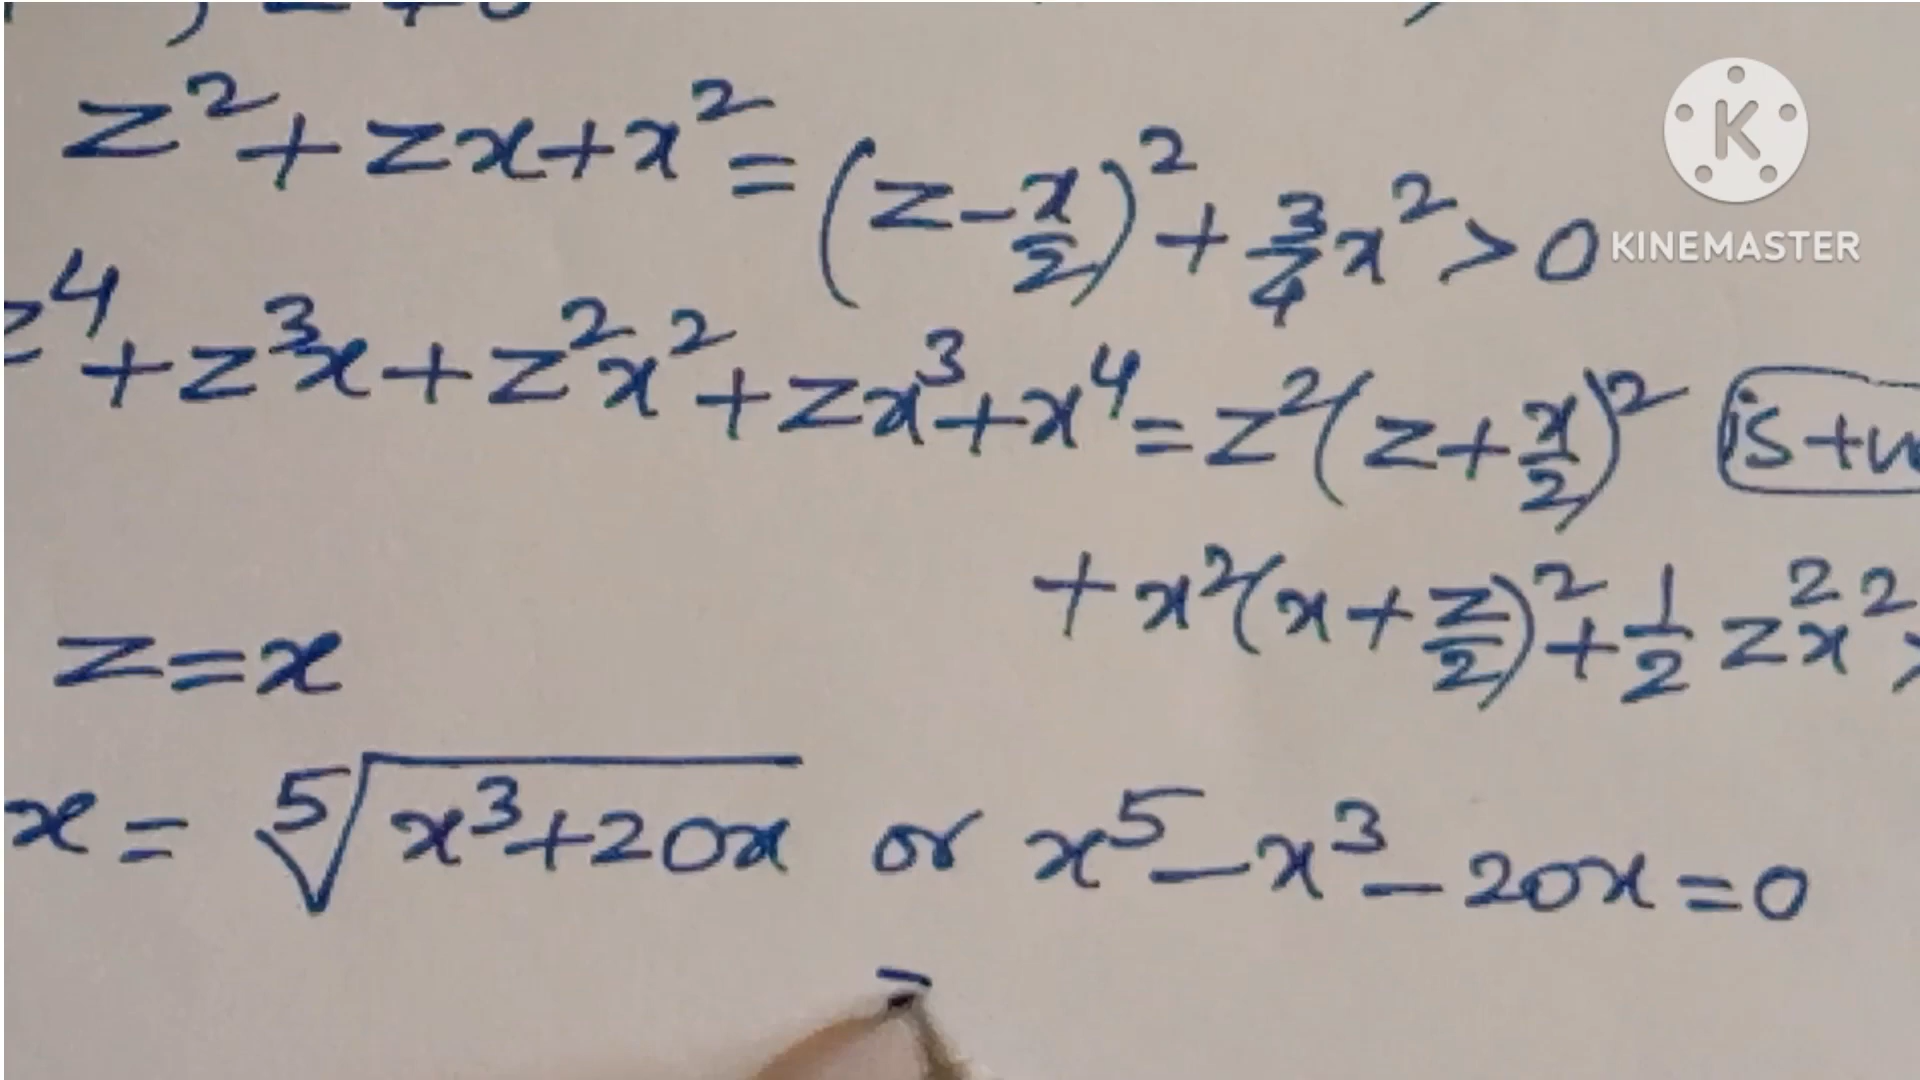 z² + zx + x² = (z - x/2)² + 3/4 x² > 0
K
KINEMASTER
z⁴ + z³x + z²x² + zx³ + x⁴ = z²(z + x/2)² is +v
+ x²(x + z/2)² + 1/2 z²x² >
z = x
x = ⁵√(x³ + 20x) or x⁵ - x³ - 20x = 0